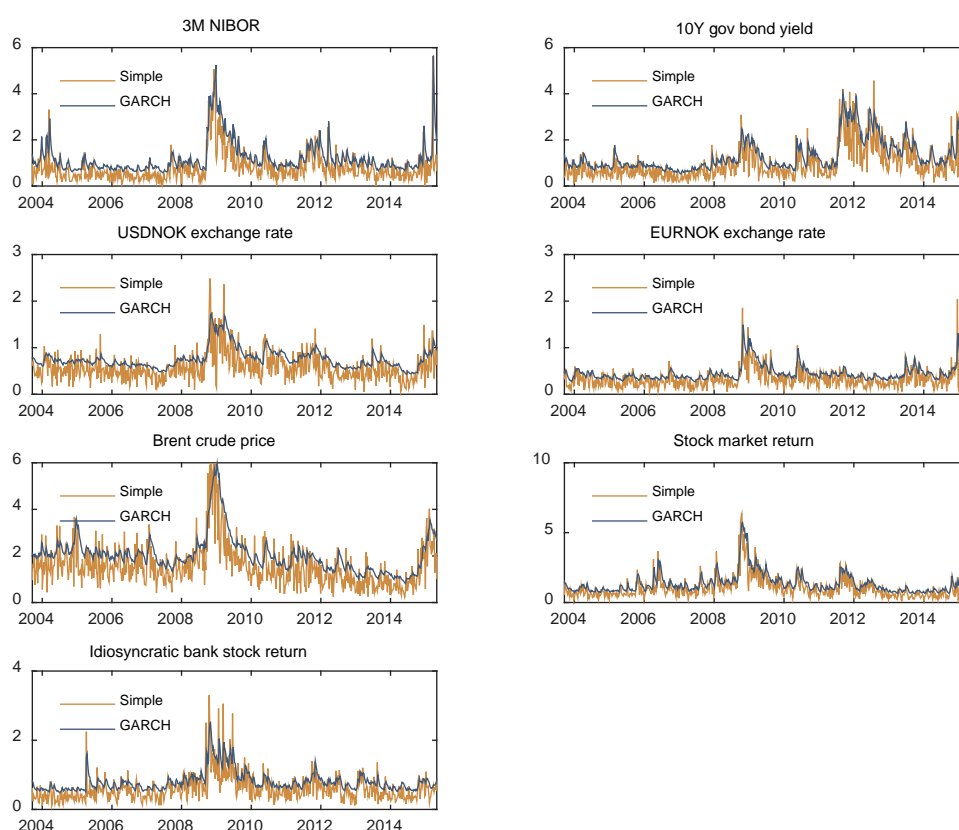 3M NIBOR
6
4
2
0
Simple
GARCH
2004 2006 2008 2010 2012 2014
10Y gov bond yield
6
4
2
0
Simple
GARCH
2004 2006 2008 2010 2012 2014
USDNOK exchange rate
3
2
1
0
Simple
GARCH
2004 2006 2008 2010 2012 2014
EURNOK exchange rate
3
2
1
0
Simple
GARCH
2004 2006 2008 2010 2012 2014
Brent crude price
6
4
2
0
Simple
GARCH
2004 2006 2008 2010 2012 2014
Stock market return
10
5
0
Simple
GARCH
2004 2006 2008 2010 2012 2014
Idiosyncratic bank stock return
4
2
0
Simple
GARCH
2004 2006 2008 2010 2012 2014